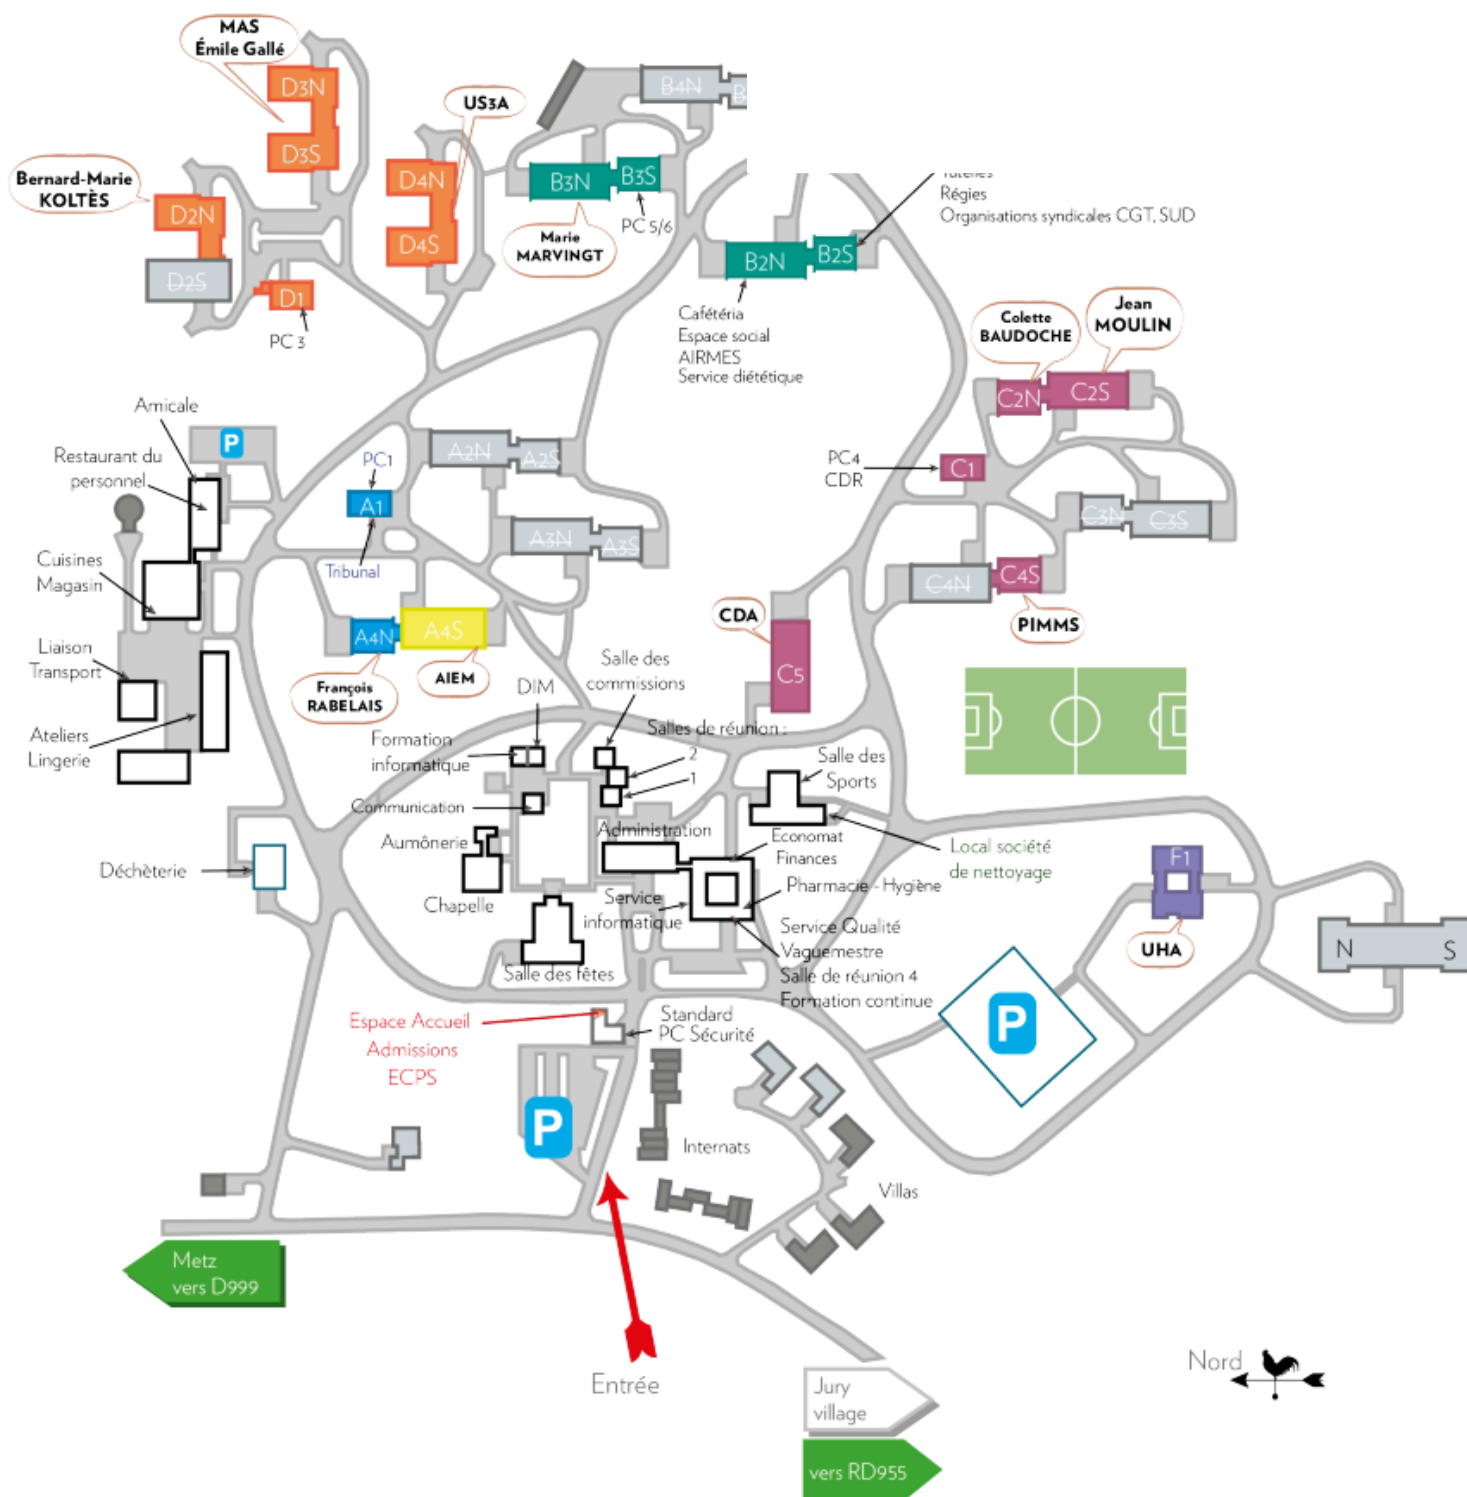 MAS
Émile Gallé
D3N
D3S
US3A
B4N
Bernard-Marie
KOLTÈS
D2N
D2S
D1
PC 3
D4N
D4S
B3N
B3S
PC 5/6
Marie
MARVINGT
Régies
Organisations syndicales CGT, SUD
B2N
B2S
Cafétéria
Espace social
AIRMES
Service diététique
Colette
BAUDOCHE
Jean
MOULIN
C2N
C2S
Amicale
P
Restaurant du
personnel
PC1
A1
Tribunal
A2N
A2S
A3N
A3S
PC4
CDR
C1
C3N
C3S
C4N
C4S
PIMMS
Cuisines
Magasin
A4N
A4S
François
RABELAIS
AIEM
CDA
C5
Liaison
Transport
Ateliers
Lingerie
Salle des
commissions
DIM
Formation
informatique
Salles de réunion :
2
1
Salle des
Sports
Communication
Administration
Aumônerie
Economat
Finances
Local société
de nettoyage
Déchèterie
Chapelle
Service
informatique
Pharmacie - Hygiène
Service Qualité
Vaguemestre
Salle de réunion 4
Formation continue
Salle des fêtes
F1
UHA
N
S
P
Espace Accueil
Admissions
ECPS
Standard
PC Sécurité
P
Internats
Villas
Metz
vers D999
Entrée
Nord
Jury
village
vers RD955